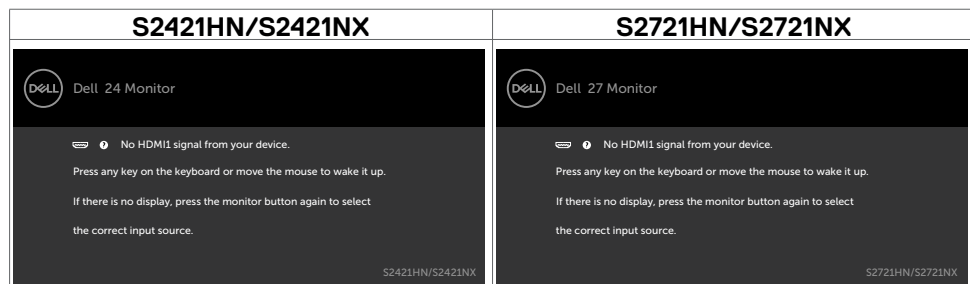 S2421HN/S2421NX
S2721HN/S2721NX
DELL
Dell 24 Monitor
? No HDMI1 signal from your device.
Press any key on the keyboard or move the mouse to wake it up.
If there is no display, press the monitor button again to select
the correct input source.
S2421HN/S2421NX
DELL
Dell 27 Monitor
? No HDMI1 signal from your device.
Press any key on the keyboard or move the mouse to wake it up.
If there is no display, press the monitor button again to select
the correct input source.
S2721HN/S2721NX